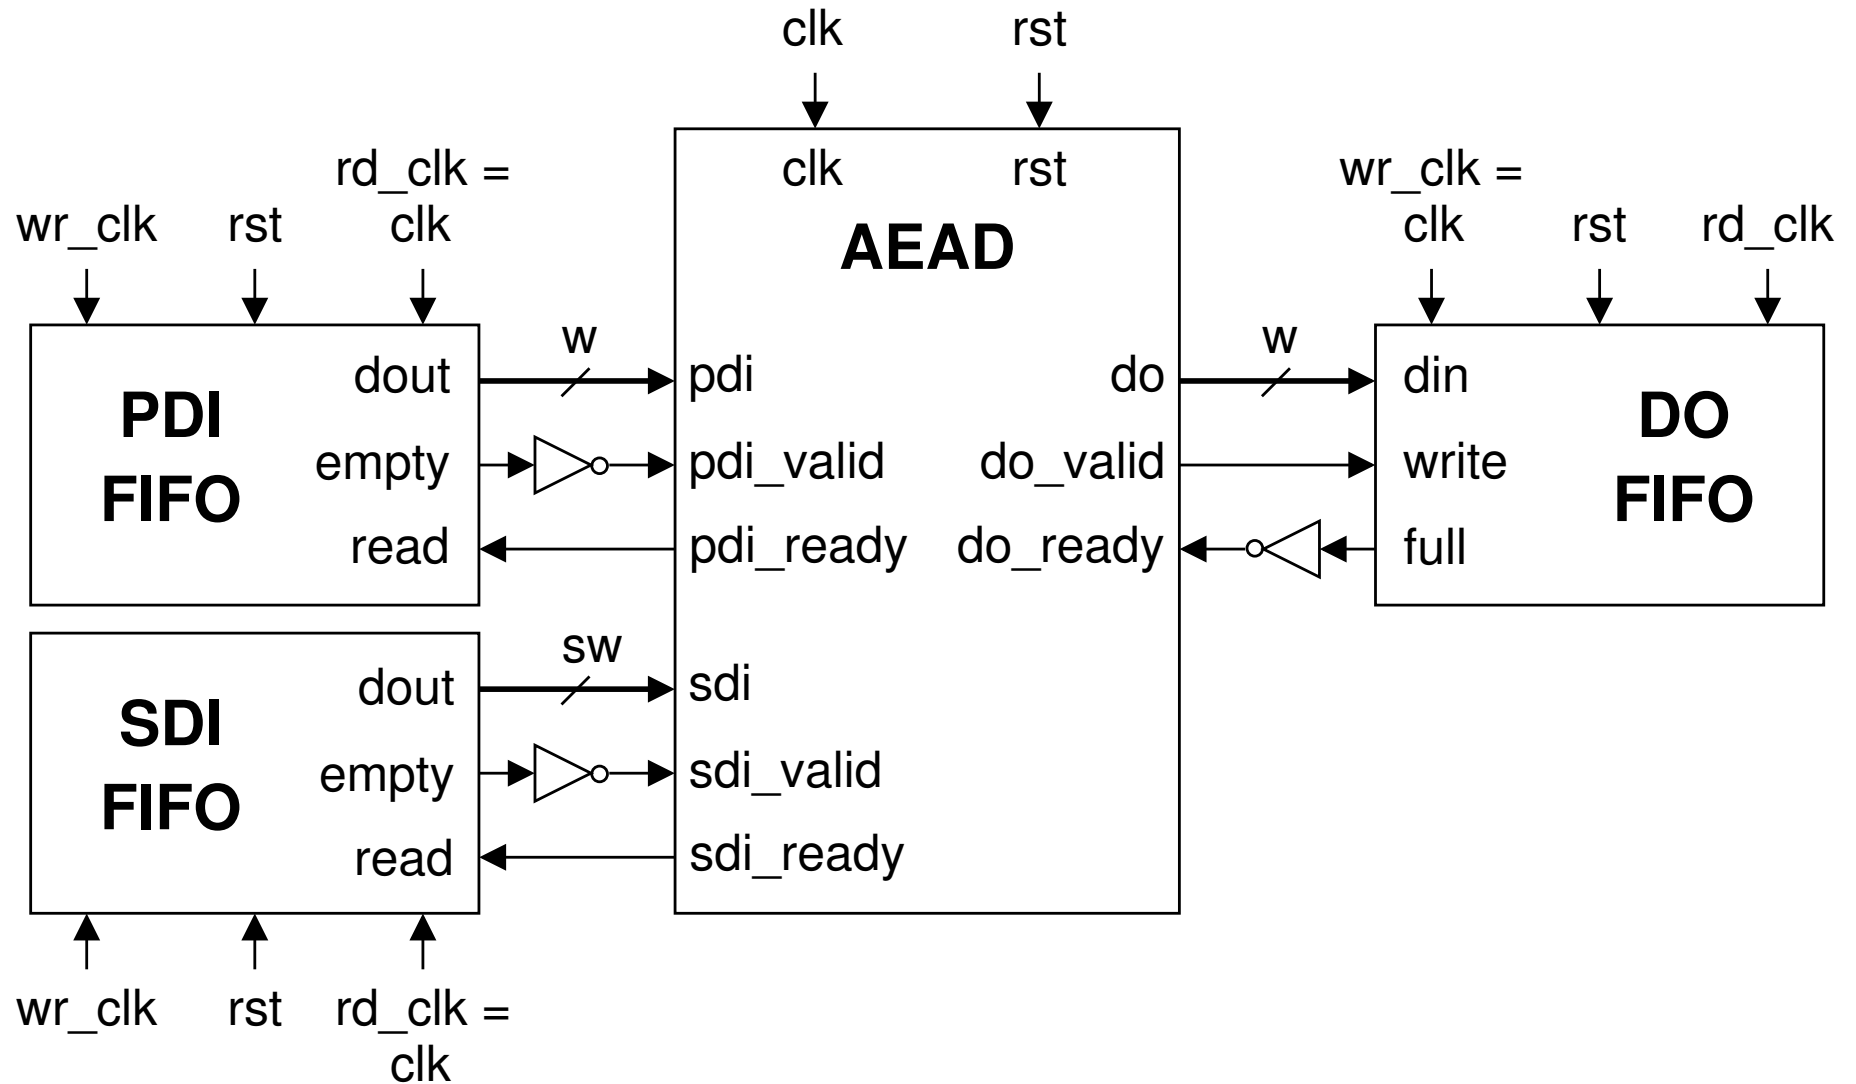 clk rst
rd_clk = clk rst wr_clk =
wr_clk rst clk AEAD clk rst rd_clk
w w
dout pdi do din
PDI FIFO DO FIFO
empty pdi_valid do_valid write
read pdi_ready do_ready full
sw
dout sdi
SDI FIFO
empty sdi_valid
read sdi_ready
wr_clk rst rd_clk =
clk